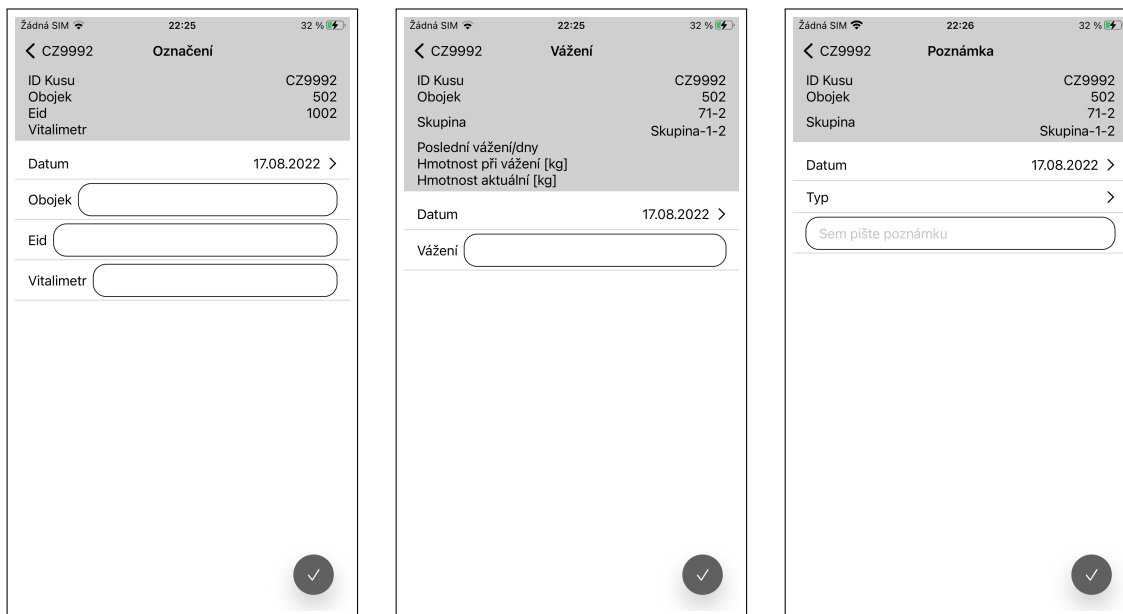 Žádná SIM 22:25 32 %
CZ9992 Označení
ID Kusu CZ9992
Obojek 502
Eid 1002
Vitalimetr
Datum 17.08.2022
Obojek
Eid
Vitalimetr
Žádná SIM 22:25 32 %
CZ9992 Vážení
ID Kusu CZ9992
Obojek 502
Skupina 71-2
Skupina-1-2
Poslední vážení/dny
Hmotnost při vážení [kg]
Hmotnost aktuální [kg]
Datum 17.08.2022
Vážení
Žádná SIM 22:26 32 %
CZ9992 Poznámka
ID Kusu CZ9992
Obojek 502
Skupina 71-2
Skupina-1-2
Datum 17.08.2022
Typ
Sem pište poznámku